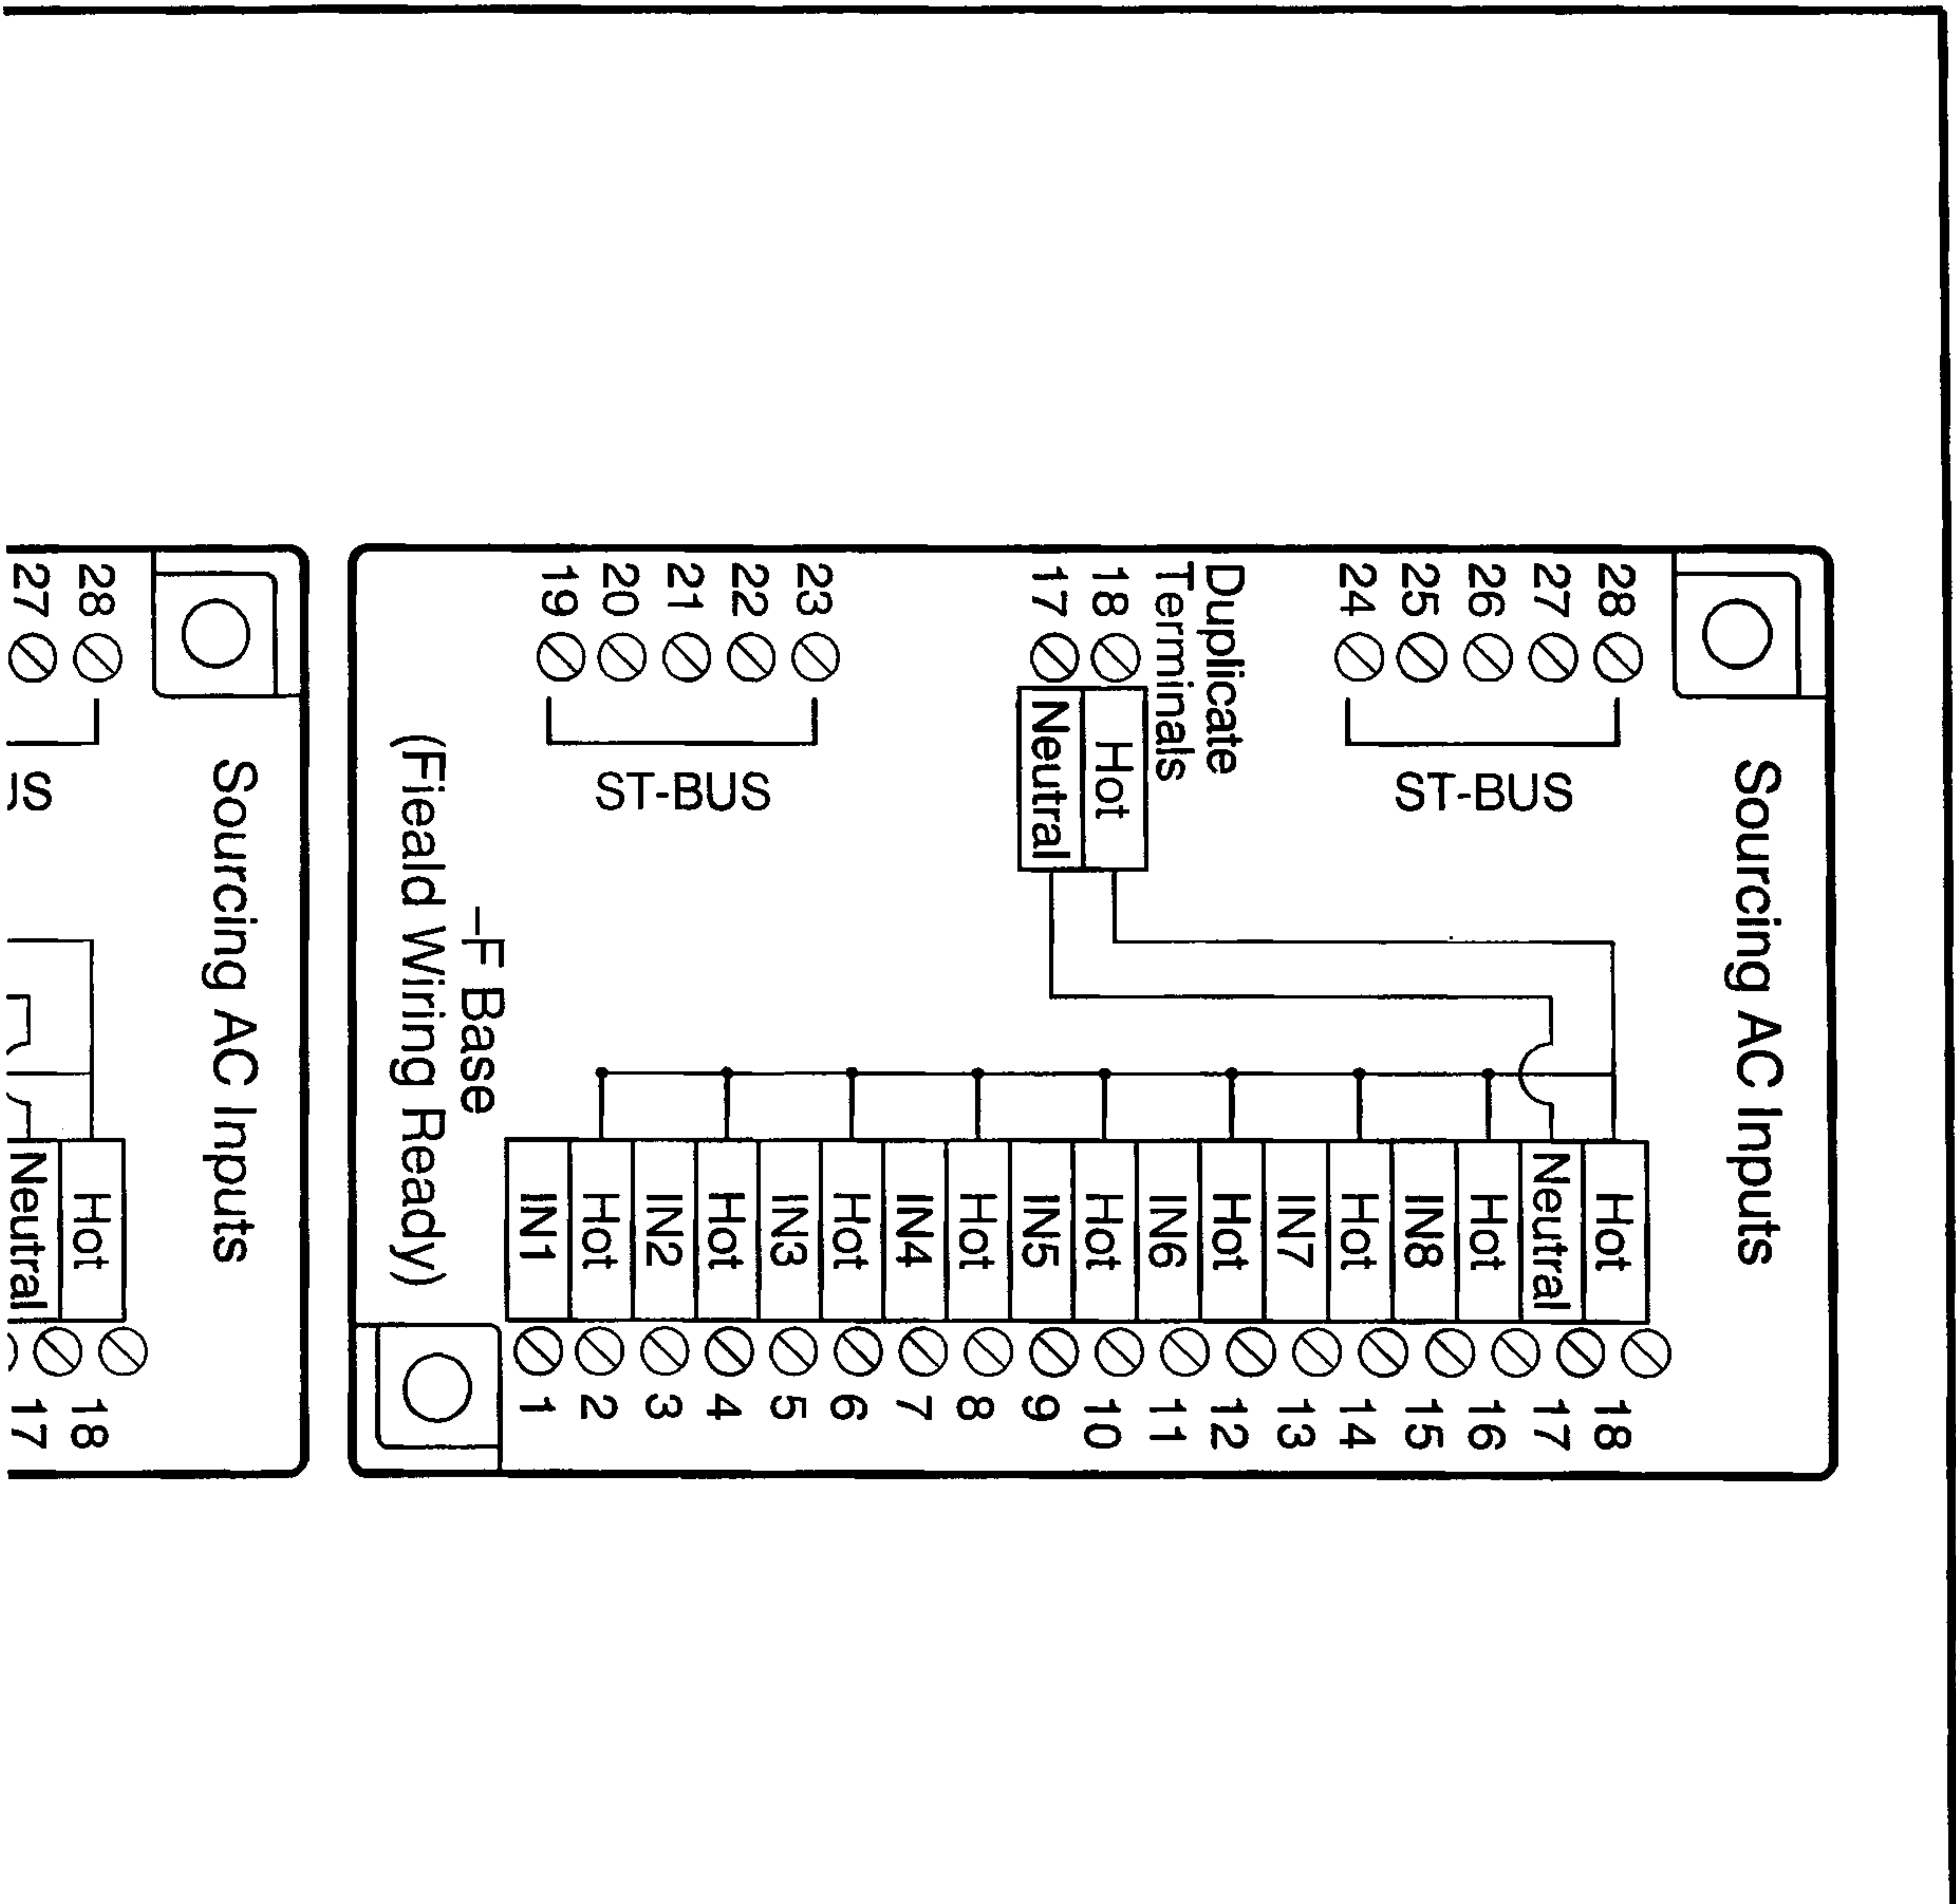 Sourcing AC Inputs
28
27
26
25
24
ST-BUS
Duplicate
Terminals
18
17
Hot
Neutral
23
22
21
20
19
ST-BUS
-F Base
(Fieald Wiring Ready)
Hot
Neutral
Hot
IN8
Hot
IN7
Hot
IN6
Hot
IN5
Hot
IN4
Hot
IN3
Hot
IN2
Hot
IN1
18
17
16
15
14
13
12
11
10
9
8
7
6
5
4
3
2
1
Sourcing AC Inputs
28
27
Hot
Neutral
18
17